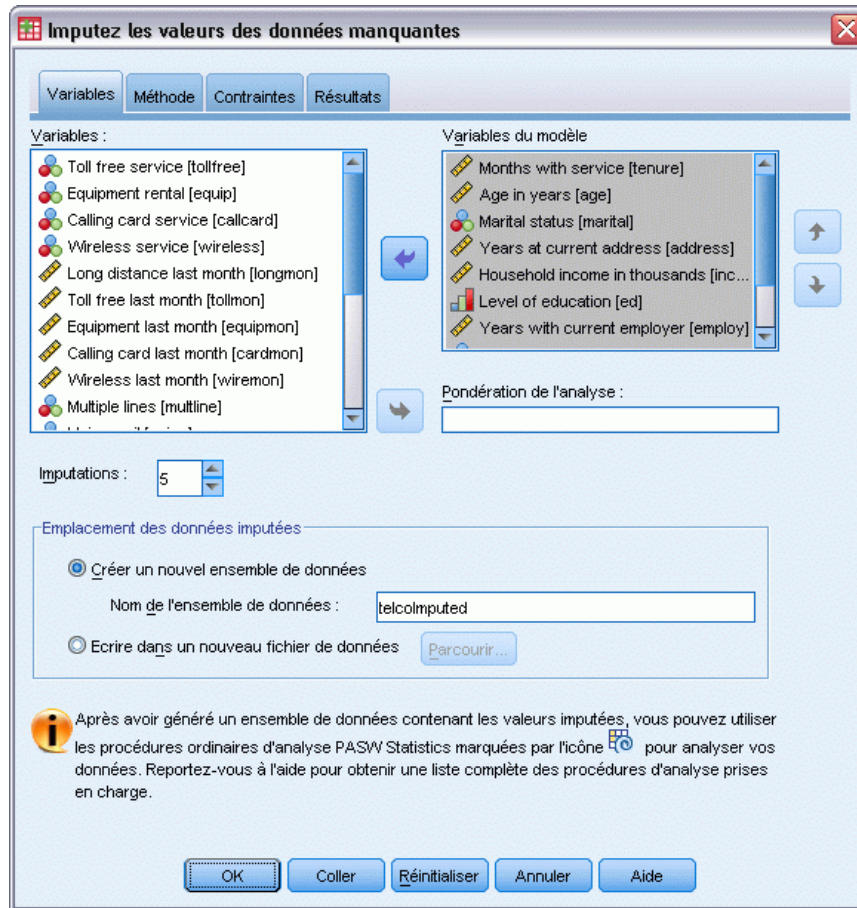 Imputez les valeurs des données manquantes
Variables
Méthode
Contraintes
Résultats
Variables :
Toll free service [tollfree]
Equipment rental [equip]
Calling card service [callcard]
Wireless service [wireless]
Long distance last month [longmon]
Toll free last month [tollmon]
Equipment last month [equipmon]
Calling card last month [cardmon]
Wireless last month [wiremon]
Multiple lines [multline]
Variables du modèle
Months with service [tenure]
Age in years [age]
Marital status [marital]
Years at current address [address]
Household income in thousands [inc...
Level of education [ed]
Years with current employer [employ]
Pondération de l'analyse :
Imputations :
5
Emplacement des données imputées
Créer un nouvel ensemble de données
Nom de l'ensemble de données :
telcoImputed
Ecrire dans un nouveau fichier de données
Parcourir...
Après avoir généré un ensemble de données contenant les valeurs imputées, vous pouvez utiliser
les procédures ordinaires d'analyse PASW Statistics marquées par l'icône pour analyser vos
données. Reportez-vous à l'aide pour obtenir une liste complète des procédures d'analyse prises
en charge.
OK
Coller
Réinitialiser
Annuler
Aide